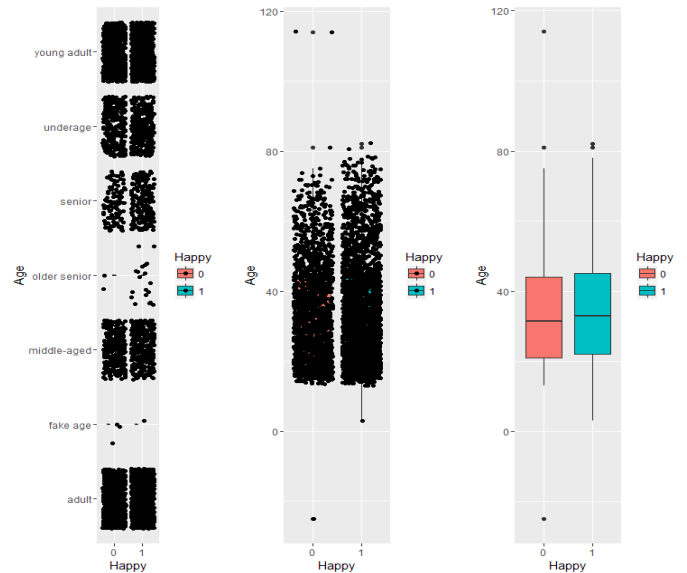 Age
young adult
underage
senior
older senior
middle-aged
fake age
adult
0 1
Happy
Happy
0
1
Age
120
80
40
0
0 1
Happy
Happy
0
1
Age
120
80
40
0
0 1
Happy
Happy
0
1